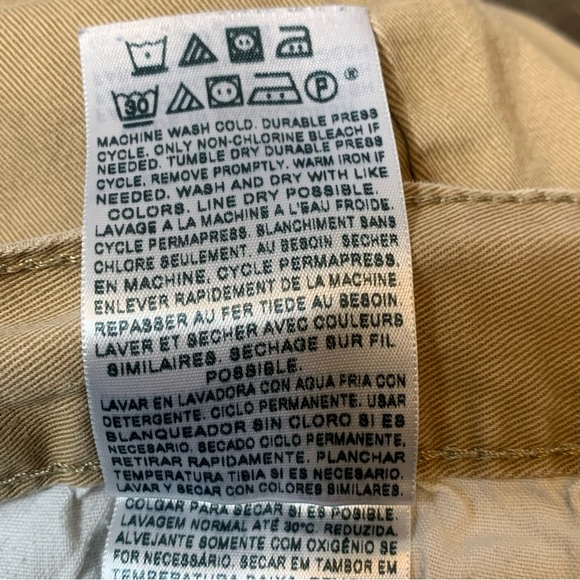 30
P ®
MACHINE WASH COLD. DURABLE PRESS
CYCLE. ONLY NON-CHLORINE BLEACH IF
NEEDED. TUMBLE DRY DURABLE PRESS
CYCLE, REMOVE PROMPTLY. WARM IRON IF
NEEDED. WASH AND DRY WITH LIKE
COLORS. LINE DRY POSSIBLE.
LAVAGE A LA MACHINE A L'EAU FROIDE.
CYCLE PERMAPRESS. BLANCHIMENT SANS
CHLORE SEULEMENT. AU BESOIN SECHER
EN MACHINE, CYCLE PERMAPRESS.
ENLEVER RAPIDEMENT DE LA MACHINE
REPASSER AU FER TIEDE AU BESOIN.
LAVER ET SECHER AVEC COULEURS
SIMILAIRES. SECHAGE SUR FIL
POSSIBLE.
LAVAR EN LAVADORA CON AGUA FRIA CON
DETERGENTE. CICLO PERMANENTE. USAR
BLANQUEADOR SIN CLORO SI ES
NECESARIO. SECADO CICLO PERMANENTE.
RETIRAR RAPIDAMENTE. PLANCHAR
TEMPERATURA TIBIA SI ES NECESARIO.
LAVAR Y SECAR CON COLORES SIMILARES.
COLGAR PARA SECAR SI ES POSIBLE.
LAVAGEM NORMAL ATÉ 30°C. REDUZIDA.
ALVEJANTE SOMENTE COM OXIGÊNIO SE
FOR NECESSÁRIO. SECAR EM TAMBOR EM
TEMPERATURA BAIXA.